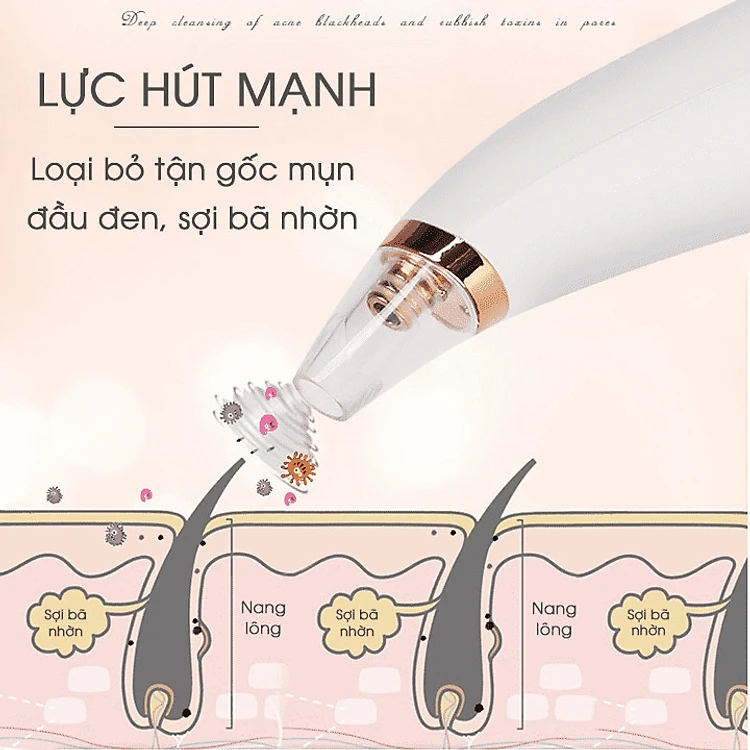 Deep cleansing of acne blackheads and rubbish toxins in pores
LỰC HÚT MẠNH
Loại bỏ tận gốc mụn
đầu đen, sợi bã nhờn
Sợi bã
nhờn
Nang
lông
Sợi bã
nhờn
Nang
lông
Sợi bã
nhờn